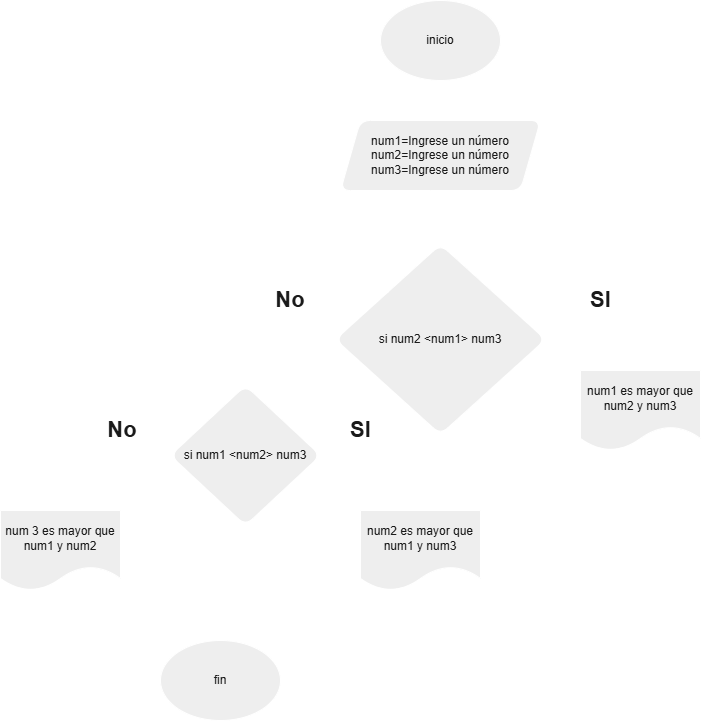 inicio
num1=Ingrese un número
num2=Ingrese un número
num3=Ingrese un número
No
SI
si num2 <num1> num3
num1 es mayor que
num2 y num3
No
SI
si num1 <num2> num3
num 3 es mayor que
num1 y num2
num2 es mayor que
num1 y num3
fin